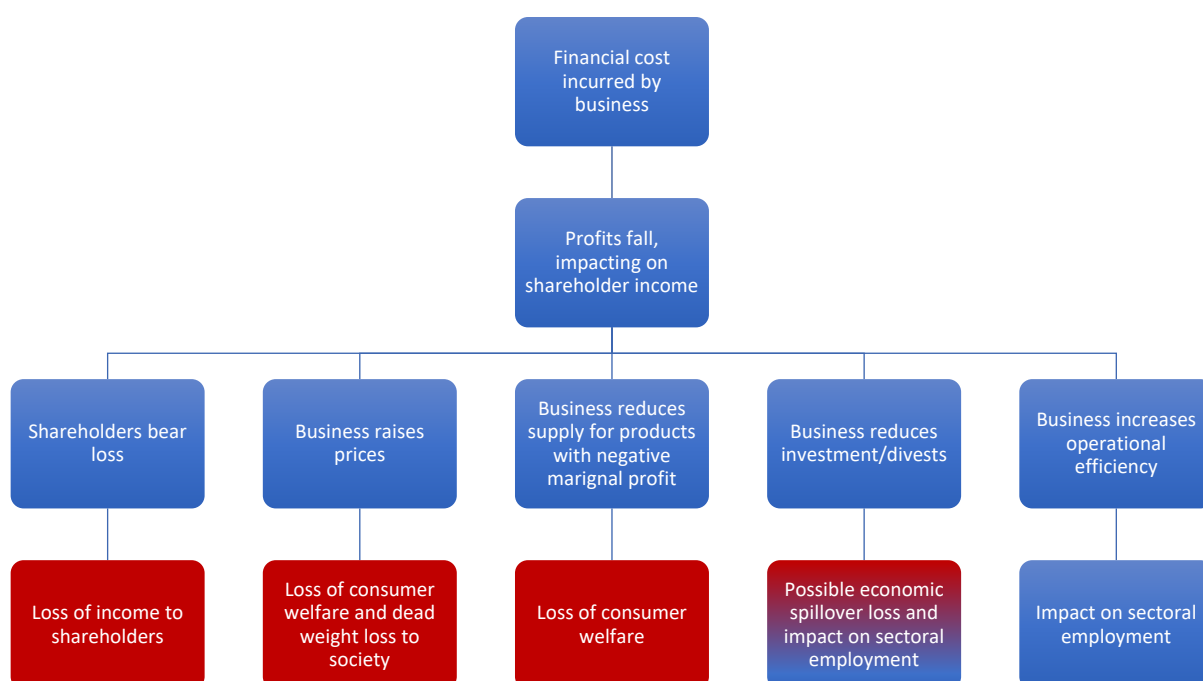 Financial cost
incurred by
business
Profits fall,
impacting on
shareholder income
Shareholders bear
loss
Business raises
prices
Business reduces
supply for products
with negative
marignal profit
Business reduces
investment/divests
Business increases
operational
efficiency
Loss of income to
shareholders
Loss of consumer
welfare and dead
weight loss to
society
Loss of consumer
welfare
Possible economic
spillover loss and
impact on sectoral
employment
Impact on sectoral
employment